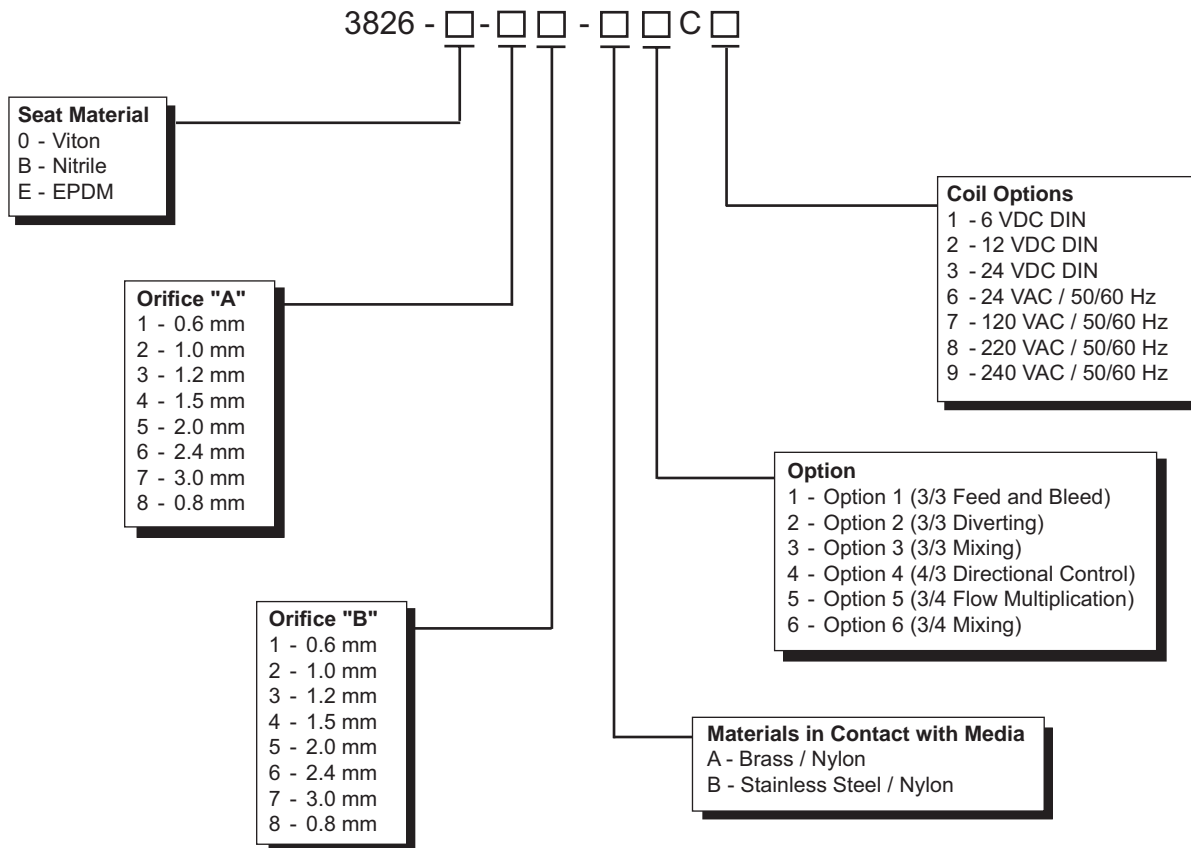 3826 - □ - □ □ - □ □ C □
Seat Material
0 - Viton
B - Nitrile
E - EPDM
Orifice "A"
1 - 0.6 mm
2 - 1.0 mm
3 - 1.2 mm
4 - 1.5 mm
5 - 2.0 mm
6 - 2.4 mm
7 - 3.0 mm
8 - 0.8 mm
Orifice "B"
1 - 0.6 mm
2 - 1.0 mm
3 - 1.2 mm
4 - 1.5 mm
5 - 2.0 mm
6 - 2.4 mm
7 - 3.0 mm
8 - 0.8 mm
Coil Options
1 - 6 VDC DIN
2 - 12 VDC DIN
3 - 24 VDC DIN
6 - 24 VAC / 50/60 Hz
7 - 120 VAC / 50/60 Hz
8 - 220 VAC / 50/60 Hz
9 - 240 VAC / 50/60 Hz
Option
1 - Option 1 (3/3 Feed and Bleed)
2 - Option 2 (3/3 Diverting)
3 - Option 3 (3/3 Mixing)
4 - Option 4 (4/3 Directional Control)
5 - Option 5 (3/4 Flow Multiplication)
6 - Option 6 (3/4 Mixing)
Materials in Contact with Media
A - Brass / Nylon
B - Stainless Steel / Nylon